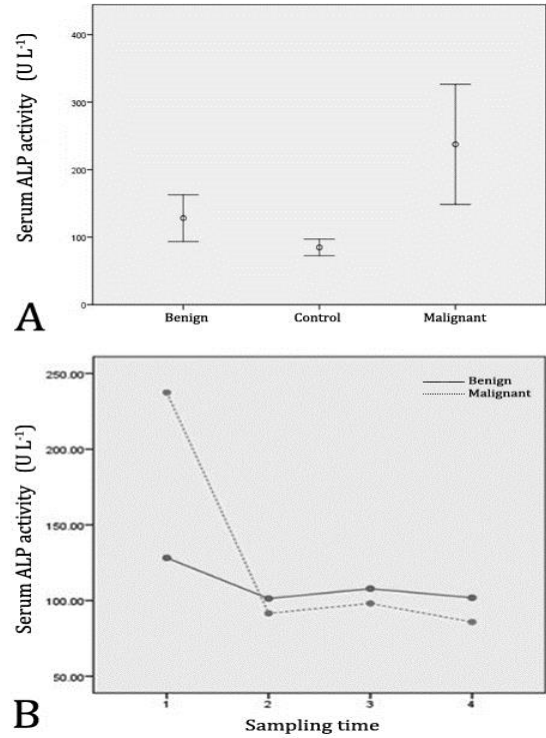 400
300
200
100
0
Serum ALP activity (U L⁻¹)
Benign Control Malignant
A
250.00
200.00
150.00
100.00
50.00
Serum ALP activity (U L⁻¹)
Benign
Malignant
1 2 3 4
Sampling time
B